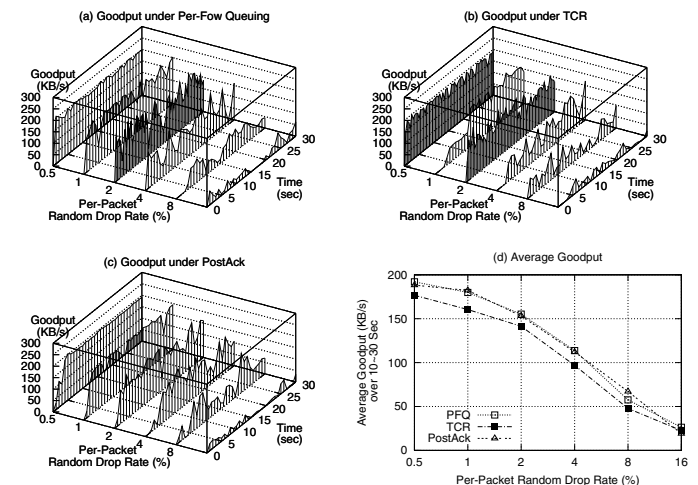 (a) Goodput under Per-Fow Queuing
Goodput
(KB/s)
300
250
200
150
100
50
0
0.5
1
2
4
8
Per-Packet
Random Drop Rate (%)
0
5
10
15
20
25
30
Time
(sec)
(b) Goodput under TCR
Goodput
(KB/s)
300
250
200
150
100
50
0
0.5
1
2
4
8
Per-Packet
Random Drop Rate (%)
0
5
10
15
20
25
30
Time
(sec)
(c) Goodput under PostAck
Goodput
(KB/s)
300
250
200
150
100
50
0
0.5
1
2
4
8
Per-Packet
Random Drop Rate (%)
0
5
10
15
20
25
30
Time
(sec)
(d) Average Goodput
Average Goodput (KB/s)
over 10~30 Sec
200
150
100
50
0
PFQ
TCR
PostAck
0.5
1
2
4
8
16
Per-Packet Random Drop Rate (%)